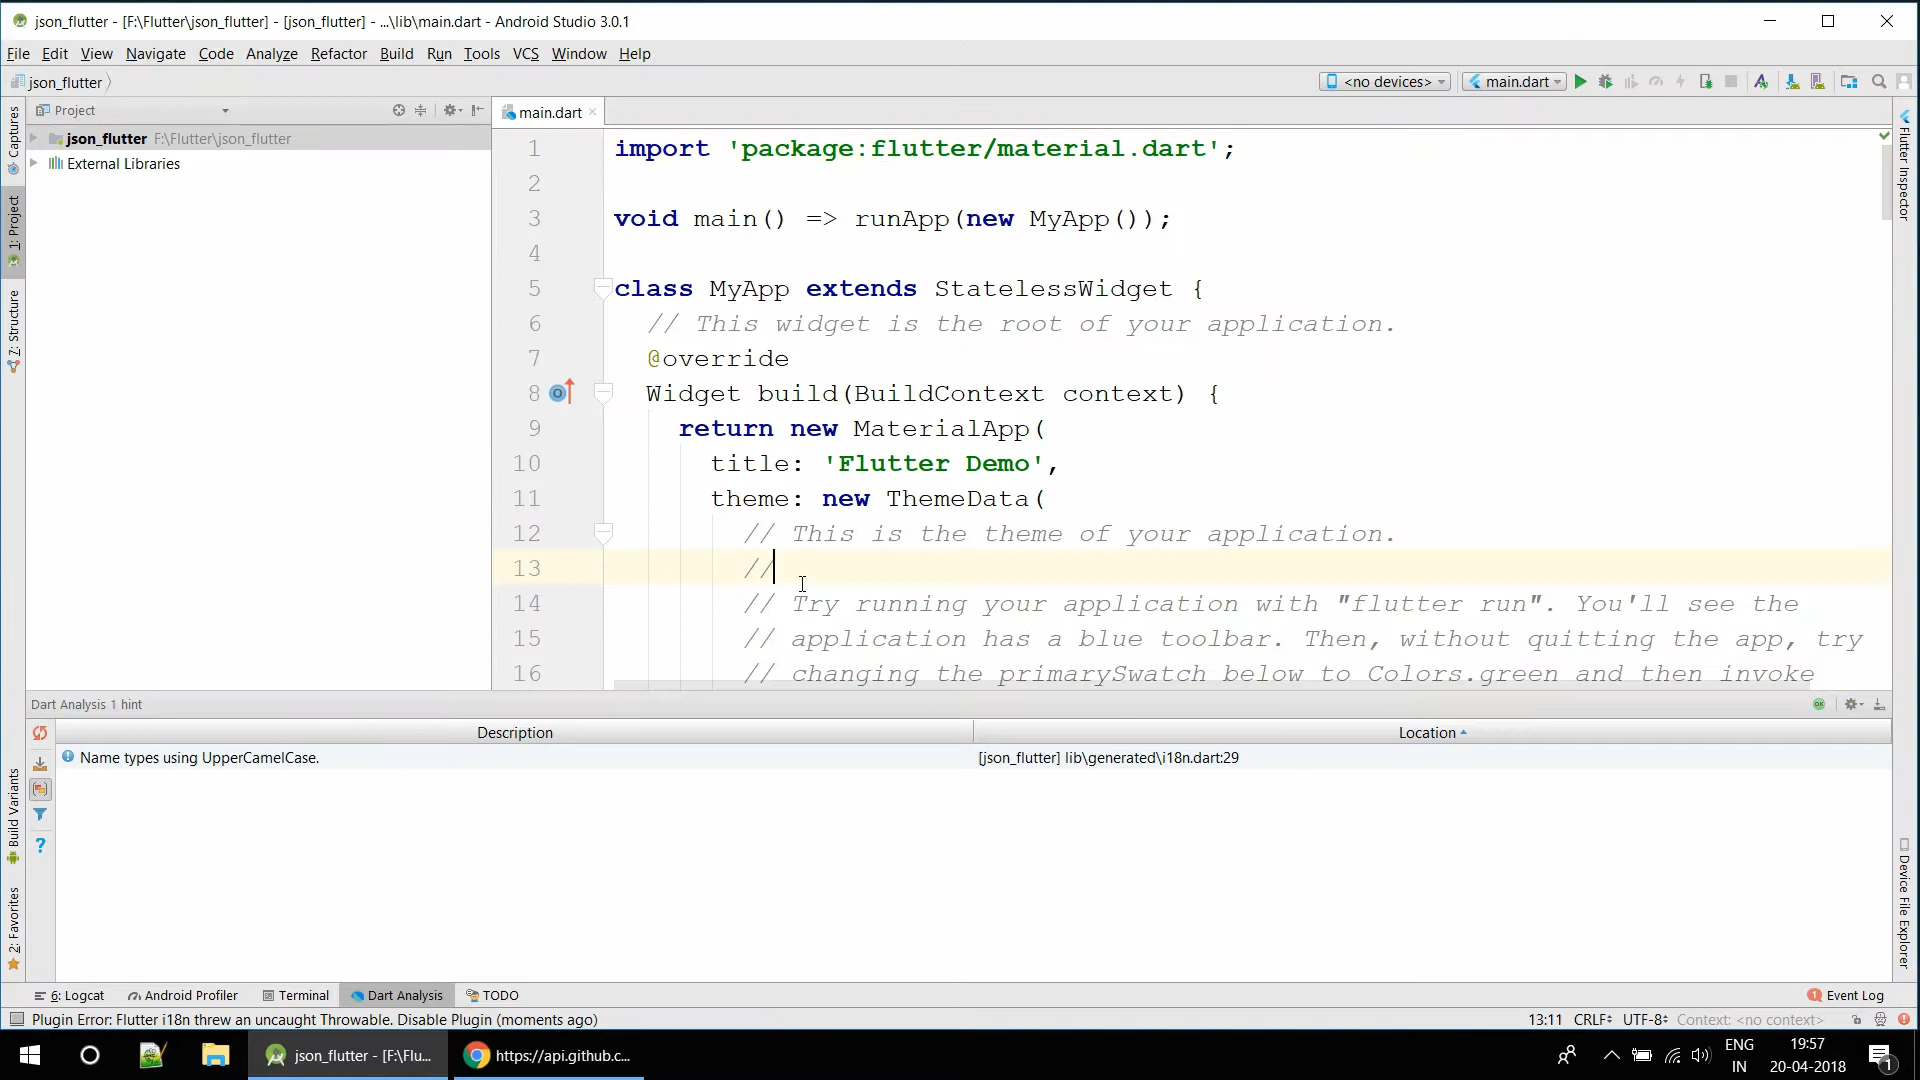 json_flutter - [F:\Flutter\json_flutter] - [json_flutter] - ...\lib\main.dart - Android Studio 3.0.1
File Edit View Navigate Code Analyze Refactor Build Run Tools VCS Window Help
json_flutter
<no devices> main.dart
Project
main.dart
json_flutter F:\Flutter\json_flutter
External Libraries
Captures
1: Project
7: Structure
Build Variants
2: Favorites
Flutter Inspector
Device File Explorer
1 import 'package:flutter/material.dart';
2
3 void main() => runApp(new MyApp());
4
5 class MyApp extends StatelessWidget {
6 // This widget is the root of your application.
7 @override
8 Widget build(BuildContext context) {
9 return new MaterialApp(
10 title: 'Flutter Demo',
11 theme: new ThemeData(
12 // This is the theme of your application.
13 //
14 // Try running your application with "flutter run". You'll see the
15 // application has a blue toolbar. Then, without quitting the app, try
16 // changing the primarySwatch below to Colors.green and then invoke
Dart Analysis 1 hint
OK
Description Location
Name types using UpperCamelCase. [json_flutter] lib\generated\i18n.dart:29
?
6: Logcat Android Profiler Terminal Dart Analysis TODO 1 Event Log
Plugin Error: Flutter i18n threw an uncaught Throwable. Disable Plugin (moments ago) 13:11 CRLF UTF-8 Context: <no context>
json_flutter - [F:\Flu... https://api.github.c...
ENG
IN
19:57
20-04-2018
1